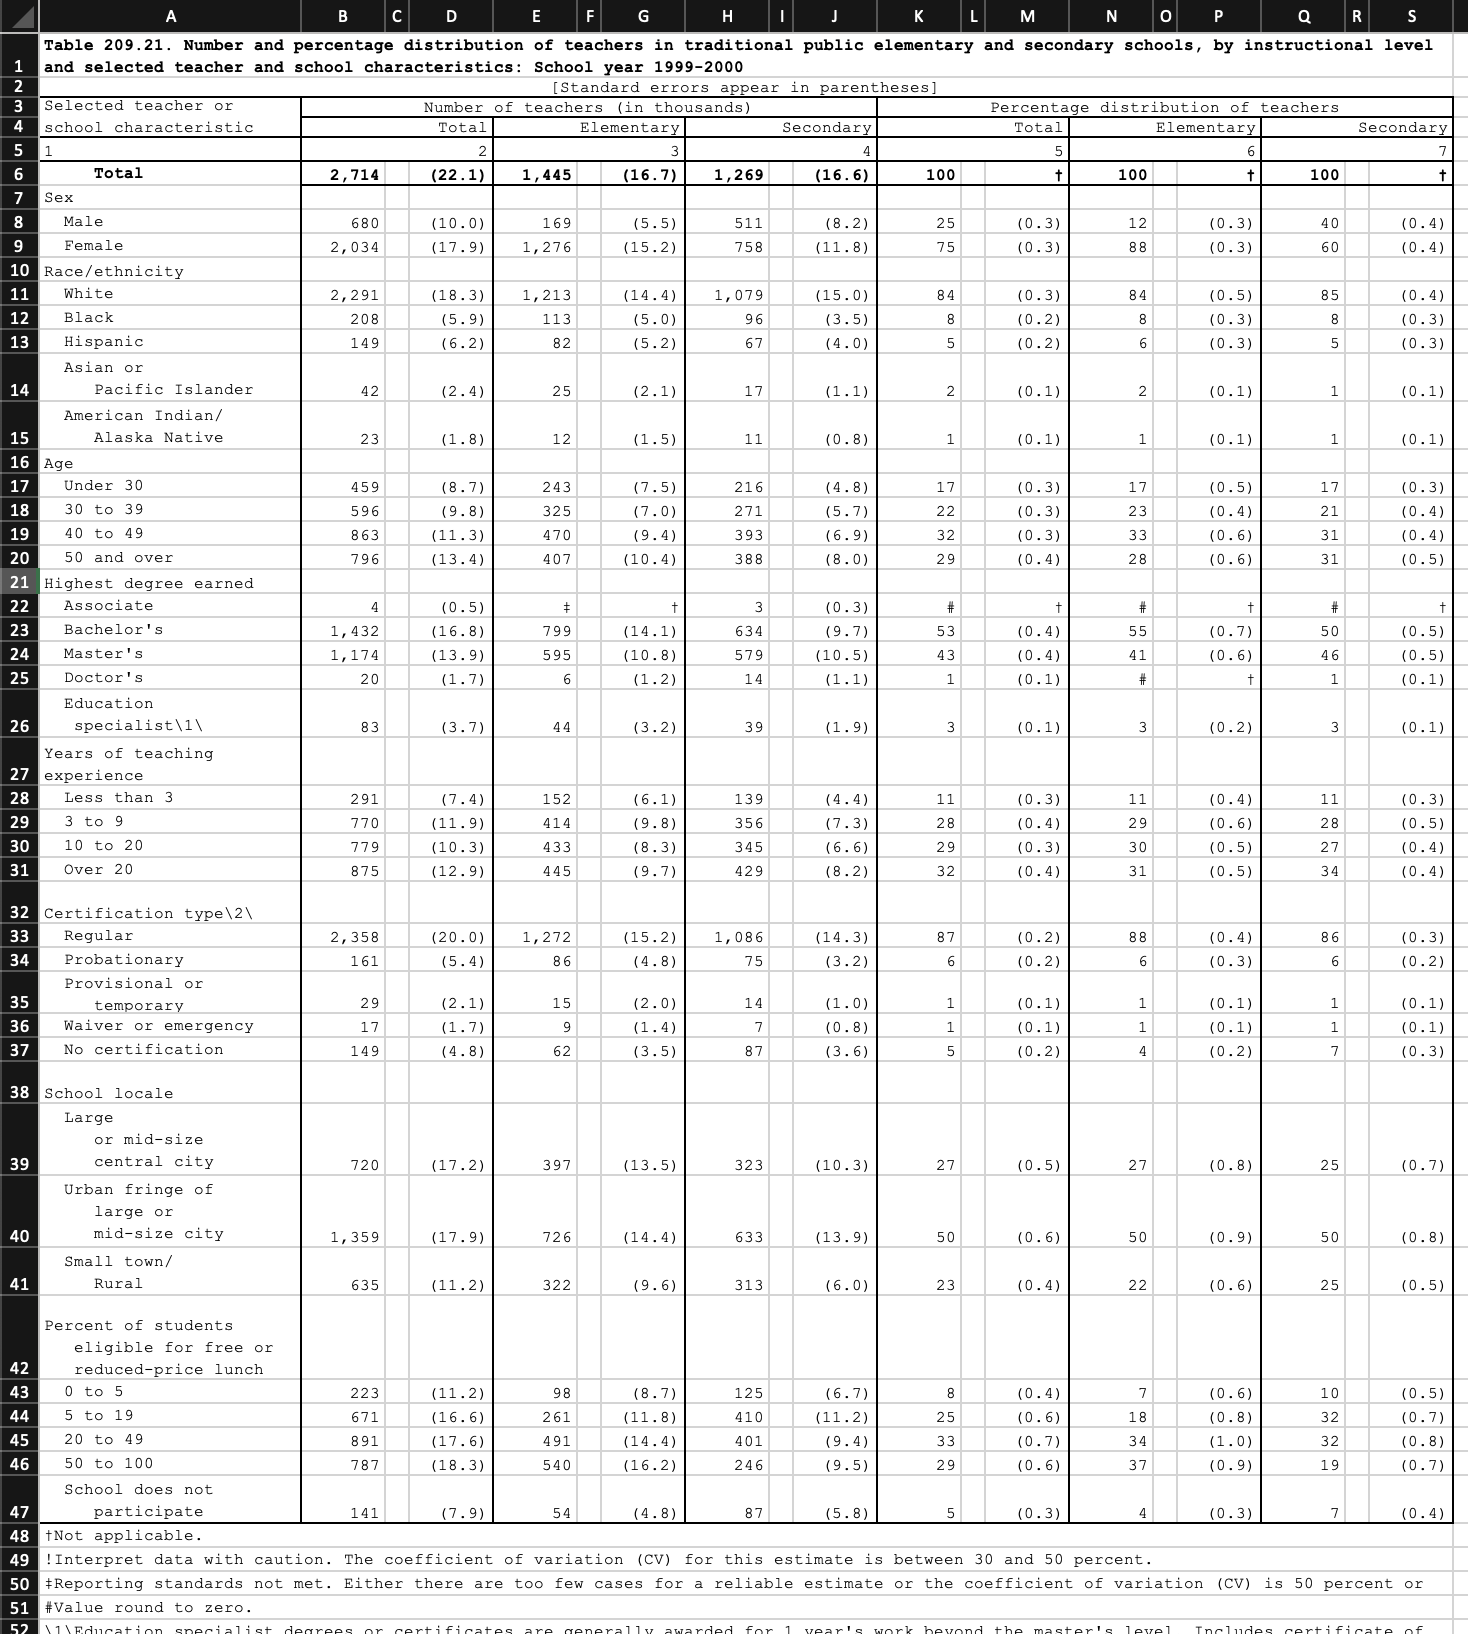 A B C D E F G H I J K L M N O P Q R S
Table 209.21. Number and percentage distribution of teachers in traditional public elementary and secondary schools, by instructional level
1 and selected teacher and school characteristics: School year 1999-2000
2 [Standard errors appear in parentheses]
3 Selected teacher or Number of teachers (in thousands) Percentage distribution of teachers
4 school characteristic Total Elementary Secondary Total Elementary Secondary
5 1 2 3 4 5 6 7
6 Total 2,714 (22.1) 1,445 (16.7) 1,269 (16.6) 100 † 100 † 100 †
7 Sex
8 Male 680 (10.0) 169 (5.5) 511 (8.2) 25 (0.3) 12 (0.3) 40 (0.4)
9 Female 2,034 (17.9) 1,276 (15.2) 758 (11.8) 75 (0.3) 88 (0.3) 60 (0.4)
10 Race/ethnicity
11 White 2,291 (18.3) 1,213 (14.4) 1,079 (15.0) 84 (0.3) 84 (0.5) 85 (0.4)
12 Black 208 (5.9) 113 (5.0) 96 (3.5) 8 (0.2) 8 (0.3) 8 (0.3)
13 Hispanic 149 (6.2) 82 (5.2) 67 (4.0) 5 (0.2) 6 (0.3) 5 (0.3)
Asian or
14 Pacific Islander 42 (2.4) 25 (2.1) 17 (1.1) 2 (0.1) 2 (0.1) 1 (0.1)
American Indian/
15 Alaska Native 23 (1.8) 12 (1.5) 11 (0.8) 1 (0.1) 1 (0.1) 1 (0.1)
16 Age
17 Under 30 459 (8.7) 243 (7.5) 216 (4.8) 17 (0.3) 17 (0.5) 17 (0.3)
18 30 to 39 596 (9.8) 325 (7.0) 271 (5.7) 22 (0.3) 23 (0.4) 21 (0.4)
19 40 to 49 863 (11.3) 470 (9.4) 393 (6.9) 32 (0.3) 33 (0.6) 31 (0.4)
20 50 and over 796 (13.4) 407 (10.4) 388 (8.0) 29 (0.4) 28 (0.6) 31 (0.5)
21 Highest degree earned
22 Associate 4 (0.5) ‡ † 3 (0.3) # † # † # †
23 Bachelor's 1,432 (16.8) 799 (14.1) 634 (9.7) 53 (0.4) 55 (0.7) 50 (0.5)
24 Master's 1,174 (13.9) 595 (10.8) 579 (10.5) 43 (0.4) 41 (0.6) 46 (0.5)
25 Doctor's 20 (1.7) 6 (1.2) 14 (1.1) 1 (0.1) # † 1 (0.1)
Education
26 specialist\1\ 83 (3.7) 44 (3.2) 39 (1.9) 3 (0.1) 3 (0.2) 3 (0.1)
Years of teaching
27 experience
28 Less than 3 291 (7.4) 152 (6.1) 139 (4.4) 11 (0.3) 11 (0.4) 11 (0.3)
29 3 to 9 770 (11.9) 414 (9.8) 356 (7.3) 28 (0.4) 29 (0.6) 28 (0.5)
30 10 to 20 779 (10.3) 433 (8.3) 345 (6.6) 29 (0.3) 30 (0.5) 27 (0.4)
31 Over 20 875 (12.9) 445 (9.7) 429 (8.2) 32 (0.4) 31 (0.5) 34 (0.4)
32 Certification type\2\
33 Regular 2,358 (20.0) 1,272 (15.2) 1,086 (14.3) 87 (0.2) 88 (0.4) 86 (0.3)
34 Probationary 161 (5.4) 86 (4.8) 75 (3.2) 6 (0.2) 6 (0.3) 6 (0.2)
Provisional or
35 temporary 29 (2.1) 15 (2.0) 14 (1.0) 1 (0.1) 1 (0.1) 1 (0.1)
36 Waiver or emergency 17 (1.7) 9 (1.4) 7 (0.8) 1 (0.1) 1 (0.1) 1 (0.1)
37 No certification 149 (4.8) 62 (3.5) 87 (3.6) 5 (0.2) 4 (0.2) 7 (0.3)
38 School locale
Large
or mid-size
39 central city 720 (17.2) 397 (13.5) 323 (10.3) 27 (0.5) 27 (0.8) 25 (0.7)
Urban fringe of
large or
40 mid-size city 1,359 (17.9) 726 (14.4) 633 (13.9) 50 (0.6) 50 (0.9) 50 (0.8)
Small town/
41 Rural 635 (11.2) 322 (9.6) 313 (6.0) 23 (0.4) 22 (0.6) 25 (0.5)
Percent of students
eligible for free or
42 reduced-price lunch
43 0 to 5 223 (11.2) 98 (8.7) 125 (6.7) 8 (0.4) 7 (0.6) 10 (0.5)
44 5 to 19 671 (16.6) 261 (11.8) 410 (11.2) 25 (0.6) 18 (0.8) 32 (0.7)
45 20 to 49 891 (17.6) 491 (14.4) 401 (9.4) 33 (0.7) 34 (1.0) 32 (0.8)
46 50 to 100 787 (18.3) 540 (16.2) 246 (9.5) 29 (0.6) 37 (0.9) 19 (0.7)
School does not
47 participate 141 (7.9) 54 (4.8) 87 (5.8) 5 (0.3) 4 (0.3) 7 (0.4)
48 †Not applicable.
49 !Interpret data with caution. The coefficient of variation (CV) for this estimate is between 30 and 50 percent.
50 ‡Reporting standards not met. Either there are too few cases for a reliable estimate or the coefficient of variation (CV) is 50 percent or
51 #Value round to zero.
52 \1\Education specialist degrees or certificates are generally awarded for 1 year's work beyond the master's level. Includes certificate of